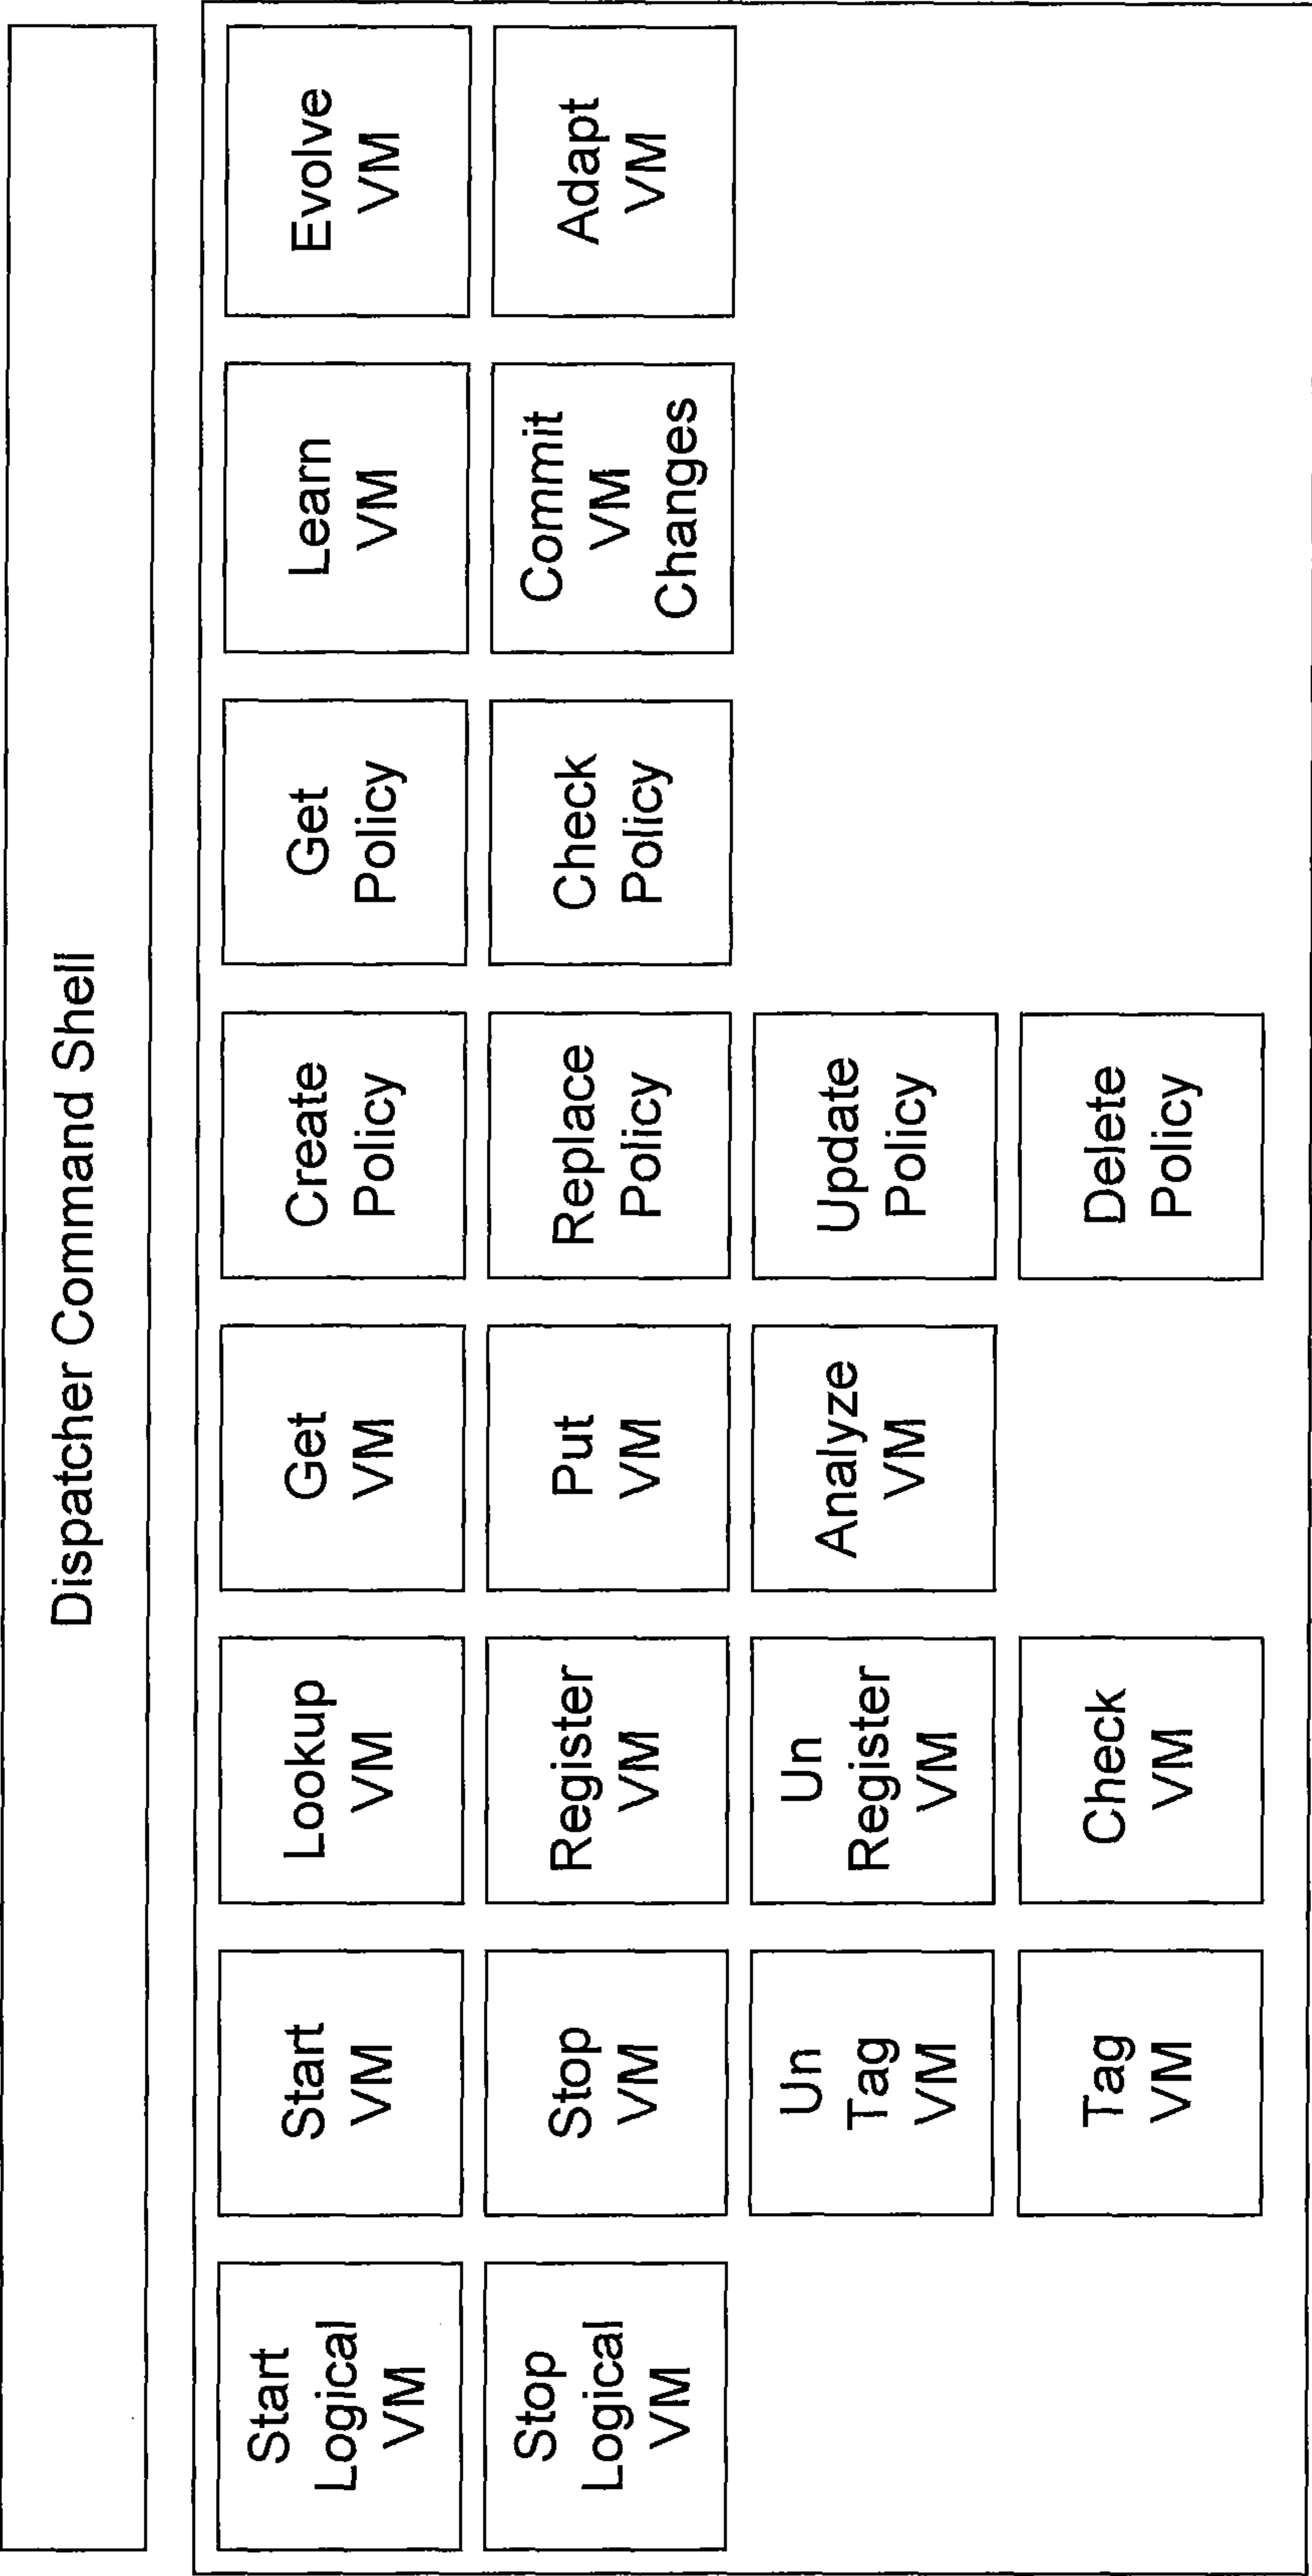 Dispatcher Command Shell
Start
Logical
VM
Start
VM
Lookup
VM
Get
VM
Create
Policy
Get
Policy
Learn
VM
Evolve
VM
Stop
Logical
VM
Stop
VM
Register
VM
Put
VM
Replace
Policy
Check
Policy
Commit
VM
Changes
Adapt
VM
Un
Tag
VM
Un
Register
VM
Analyze
VM
Update
Policy
Tag
VM
Check
VM
Delete
Policy